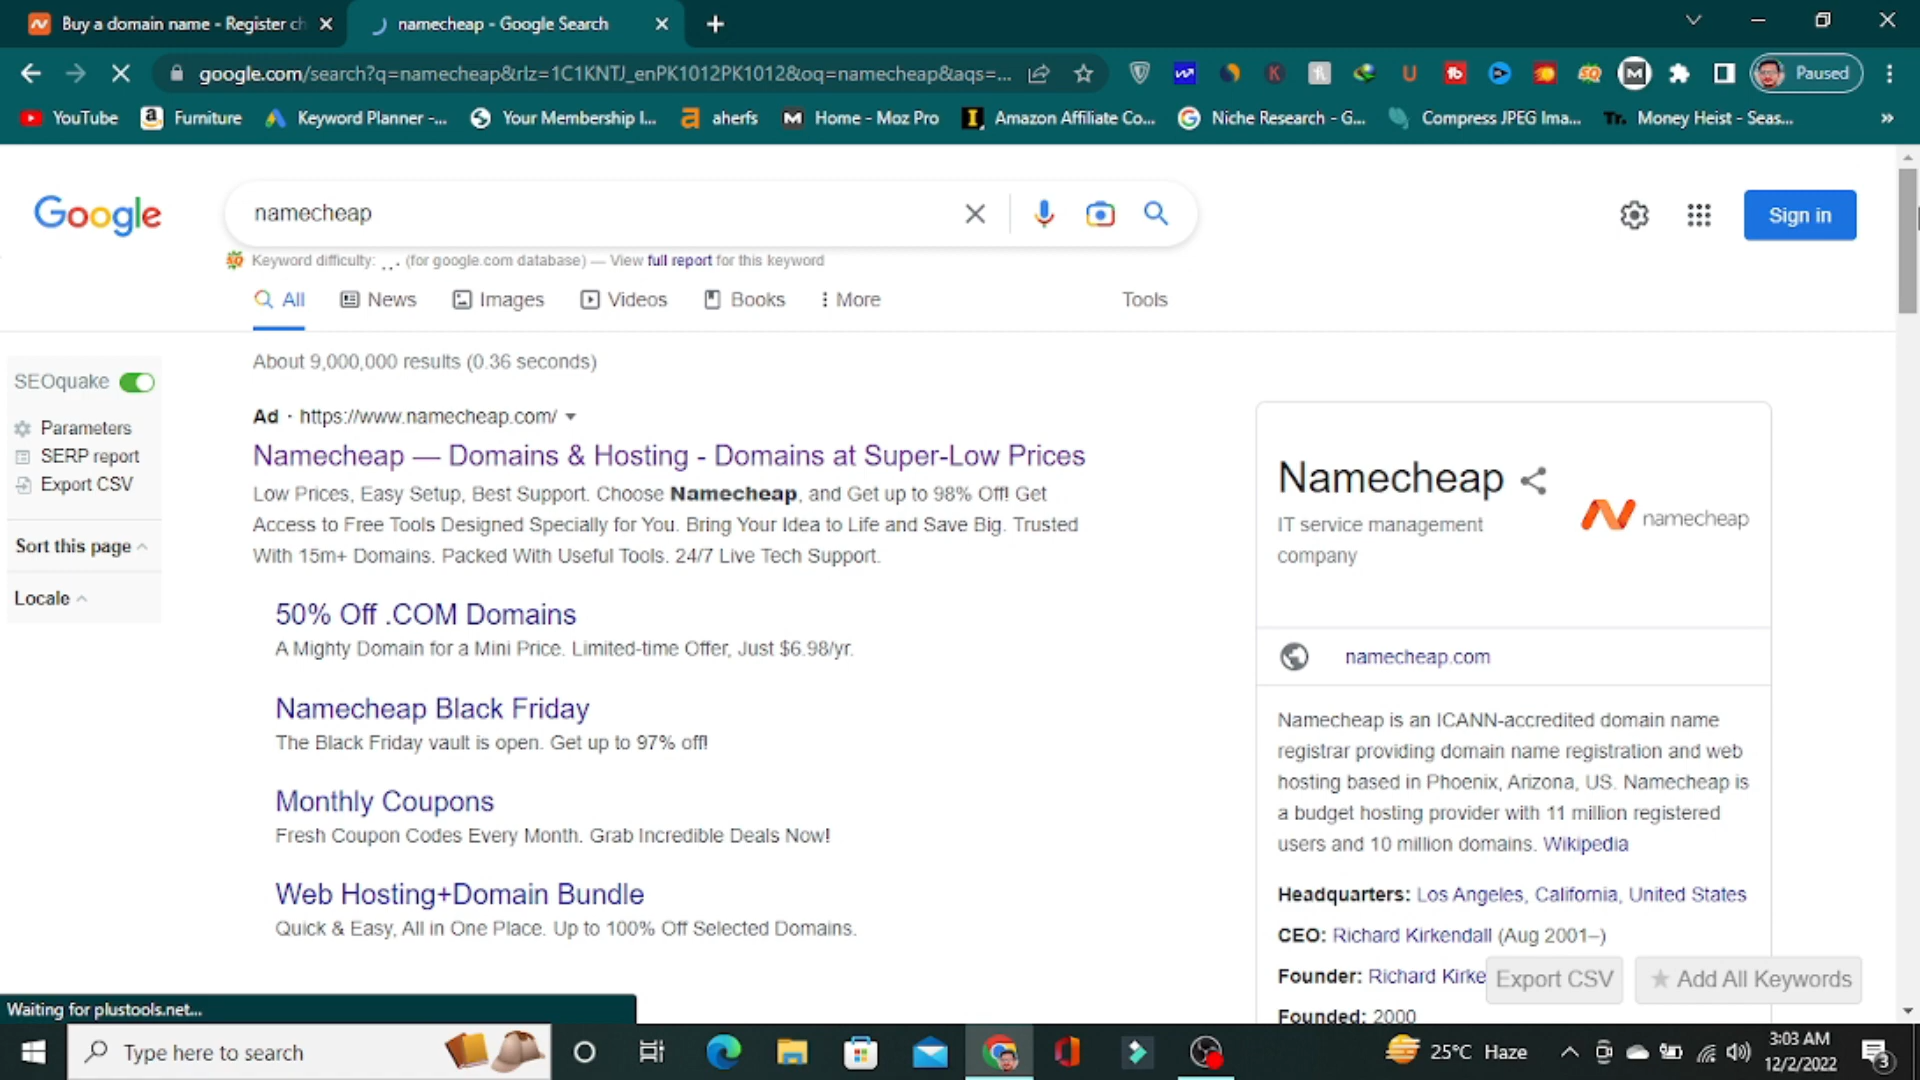 Buy a domain name - Register ch
namecheap - Google Search
google.com/search?q=namecheap&rlz=1C1KNTJ_enPK1012PK1012&oq=namecheap&aqs=...
Paused
YouTube
Furniture
Keyword Planner -...
Your Membership I...
aherfs
Home - Moz Pro
Amazon Affiliate Co...
Niche Research - G...
Compress JPEG Ima...
Money Heist - Seas...
Google
namecheap
Sign in
Keyword difficulty: ... (for google.com database) — View full report for this keyword
All
News
Images
Videos
Books
More
Tools
About 9,000,000 results (0.36 seconds)
SEOquake
Parameters
SERP report
Export CSV
Sort this page
Locale
Ad · https://www.namecheap.com/
Namecheap — Domains & Hosting - Domains at Super-Low Prices
Low Prices, Easy Setup, Best Support. Choose Namecheap, and Get up to 98% Off! Get
Access to Free Tools Designed Specially for You. Bring Your Idea to Life and Save Big. Trusted
With 15m+ Domains. Packed With Useful Tools. 24/7 Live Tech Support.
50% Off .COM Domains
A Mighty Domain for a Mini Price. Limited-time Offer, Just $6.98/yr.
Namecheap Black Friday
The Black Friday vault is open. Get up to 97% off!
Monthly Coupons
Fresh Coupon Codes Every Month. Grab Incredible Deals Now!
Web Hosting+Domain Bundle
Quick & Easy, All in One Place. Up to 100% Off Selected Domains.
Namecheap
IT service management
company
namecheap
namecheap.com
Namecheap is an ICANN-accredited domain name
registrar providing domain name registration and web
hosting based in Phoenix, Arizona, US. Namecheap is
a budget hosting provider with 11 million registered
users and 10 million domains. Wikipedia
Headquarters: Los Angeles, California, United States
CEO: Richard Kirkendall (Aug 2001–)
Founder: Richard Kirke
Export CSV
Add All Keywords
Founded: 2000
Waiting for plustools.net...
Type here to search
25°C Haze
3:03 AM
12/2/2022
3